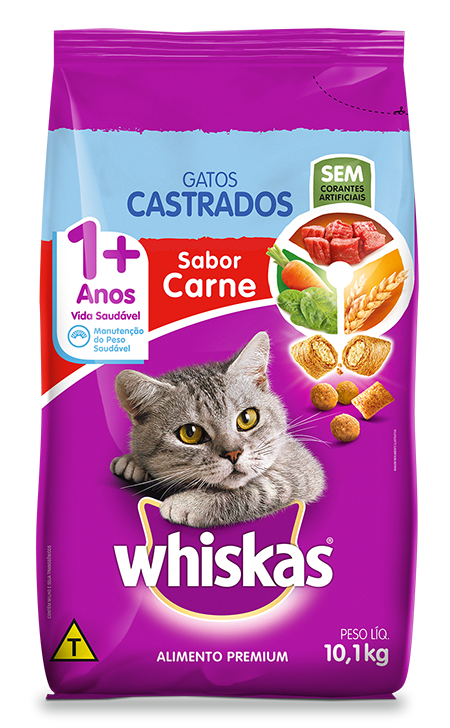 GATOS
CASTRADOS
SEM
CORANTES
ARTIFICIAIS
1+
Anos
Vida Saudável
Manutenção
do Peso
Saudável
Sabor
Carne
whiskas®
T
ALIMENTO PREMIUM
PESO LÍQ.
10,1kg